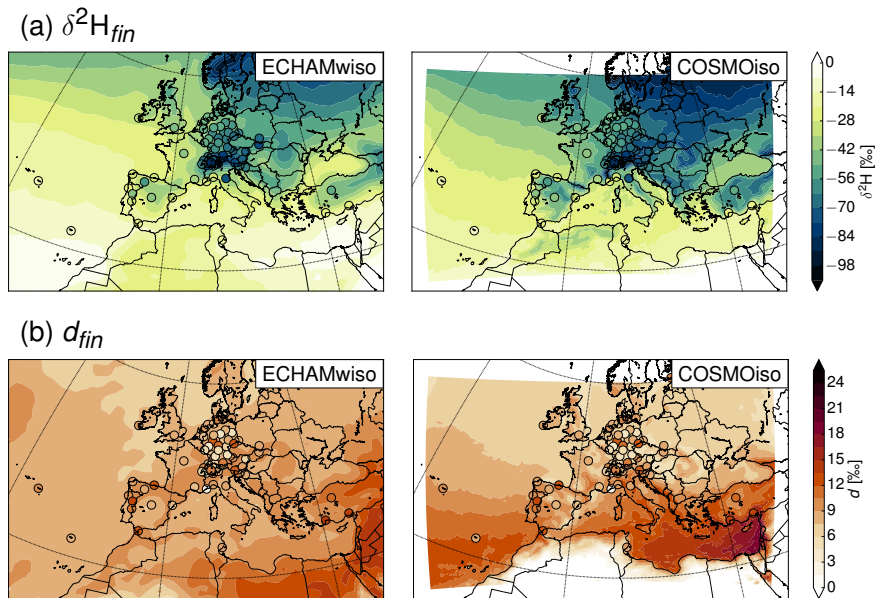 (a) δ²H_fin
ECHAMwiso
COSMOiso
0
−14
−28
−42
−56
−70
−84
−98
δ²H [‰]
(b) d_fin
ECHAMwiso
COSMOiso
24
21
18
15
12
9
6
3
0
d [‰]